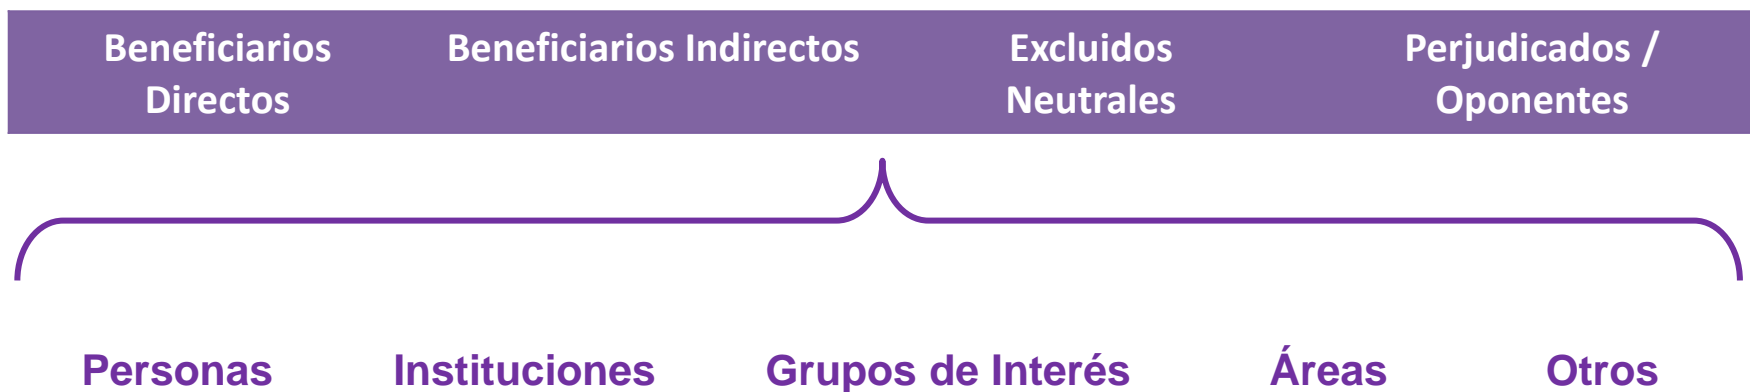 Beneficiarios
Directos
Beneficiarios Indirectos
Excluidos
Neutrales
Perjudicados /
Oponentes
Personas
Instituciones
Grupos de Interés
Áreas
Otros